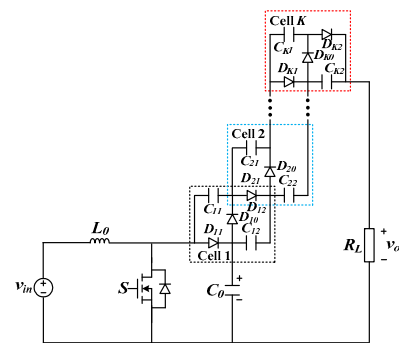 Cell K
C_K1 D_K2
D_K0
D_K1 C_K2
Cell 2
C_21 D_20
D_21 C_22
C_11 D_12
D_10
D_11 C_12
Cell 1
L_0
R_L + v_o -
v_in + -
S
C_0 + -